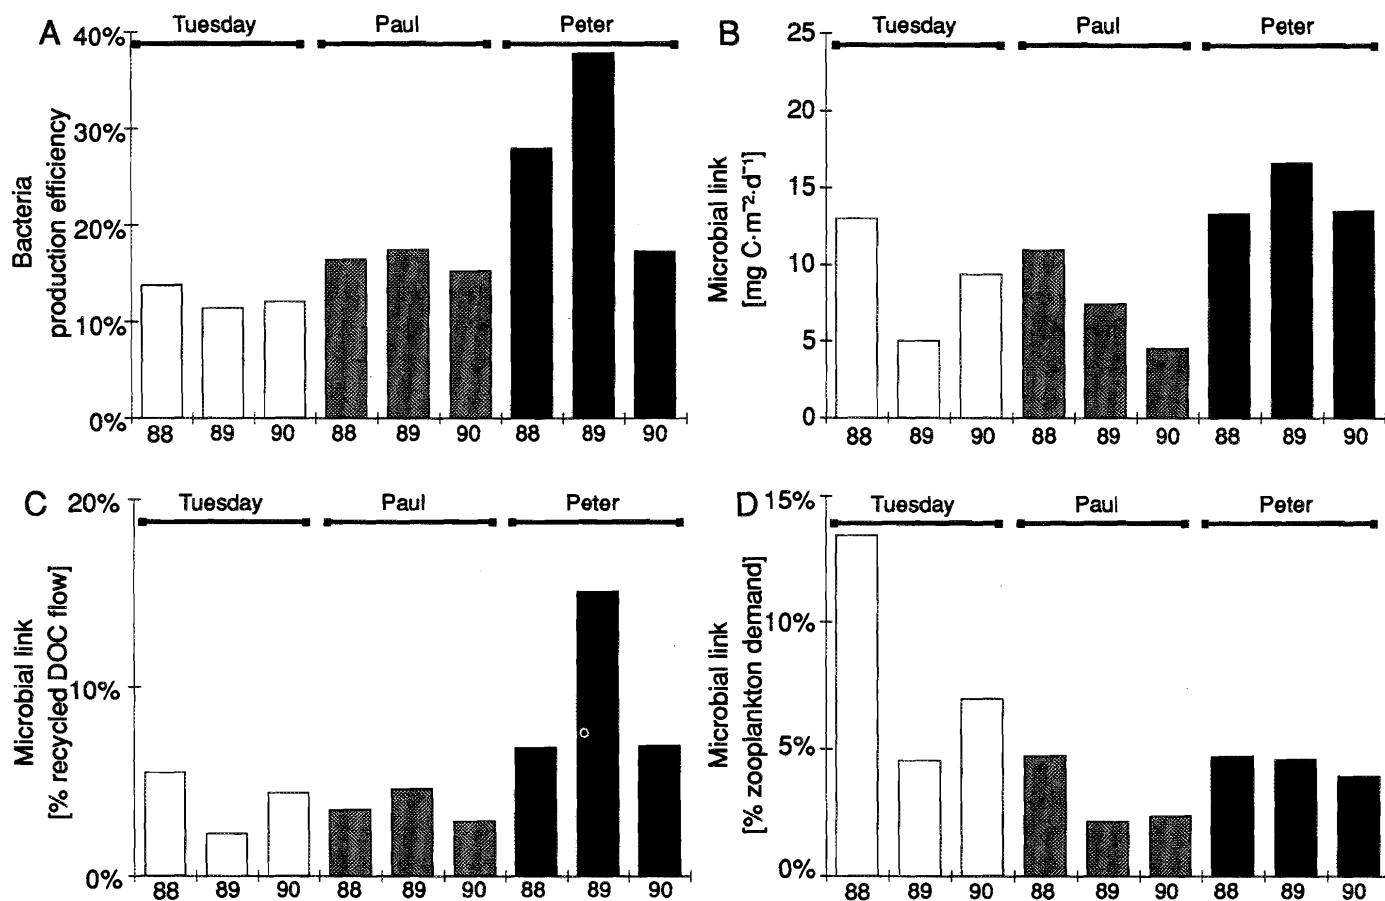 A
Tuesday
Paul
Peter
Bacteria
production efficiency
40%
30%
20%
10%
0%
88 89 90 88 89 90 88 89 90
B
Tuesday
Paul
Peter
Microbial link
[mg C·m⁻²·d⁻¹]
25
20
15
10
5
0
88 89 90 88 89 90 88 89 90
C
Tuesday
Paul
Peter
Microbial link
[% recycled DOC flow]
20%
10%
0%
88 89 90 88 89 90 88 89 90
D
Tuesday
Paul
Peter
Microbial link
[% zooplankton demand]
15%
10%
5%
0%
88 89 90 88 89 90 88 89 90